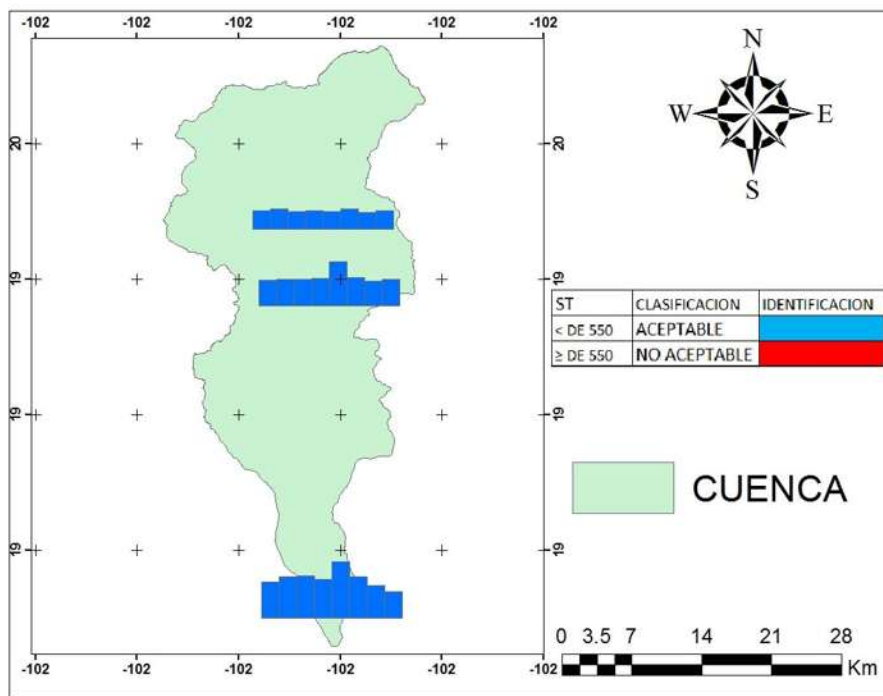 -102 -102 -102 -102 -102 -102
20
19
19
19
20
19
19
19
-102 -102 -102 -102 -102 -102
N
W E
S
ST CLASIFICACION IDENTIFICACION
< DE 550 ACEPTABLE
≥ DE 550 NO ACEPTABLE
CUENCA
0 3.5 7 14 21 28
Km